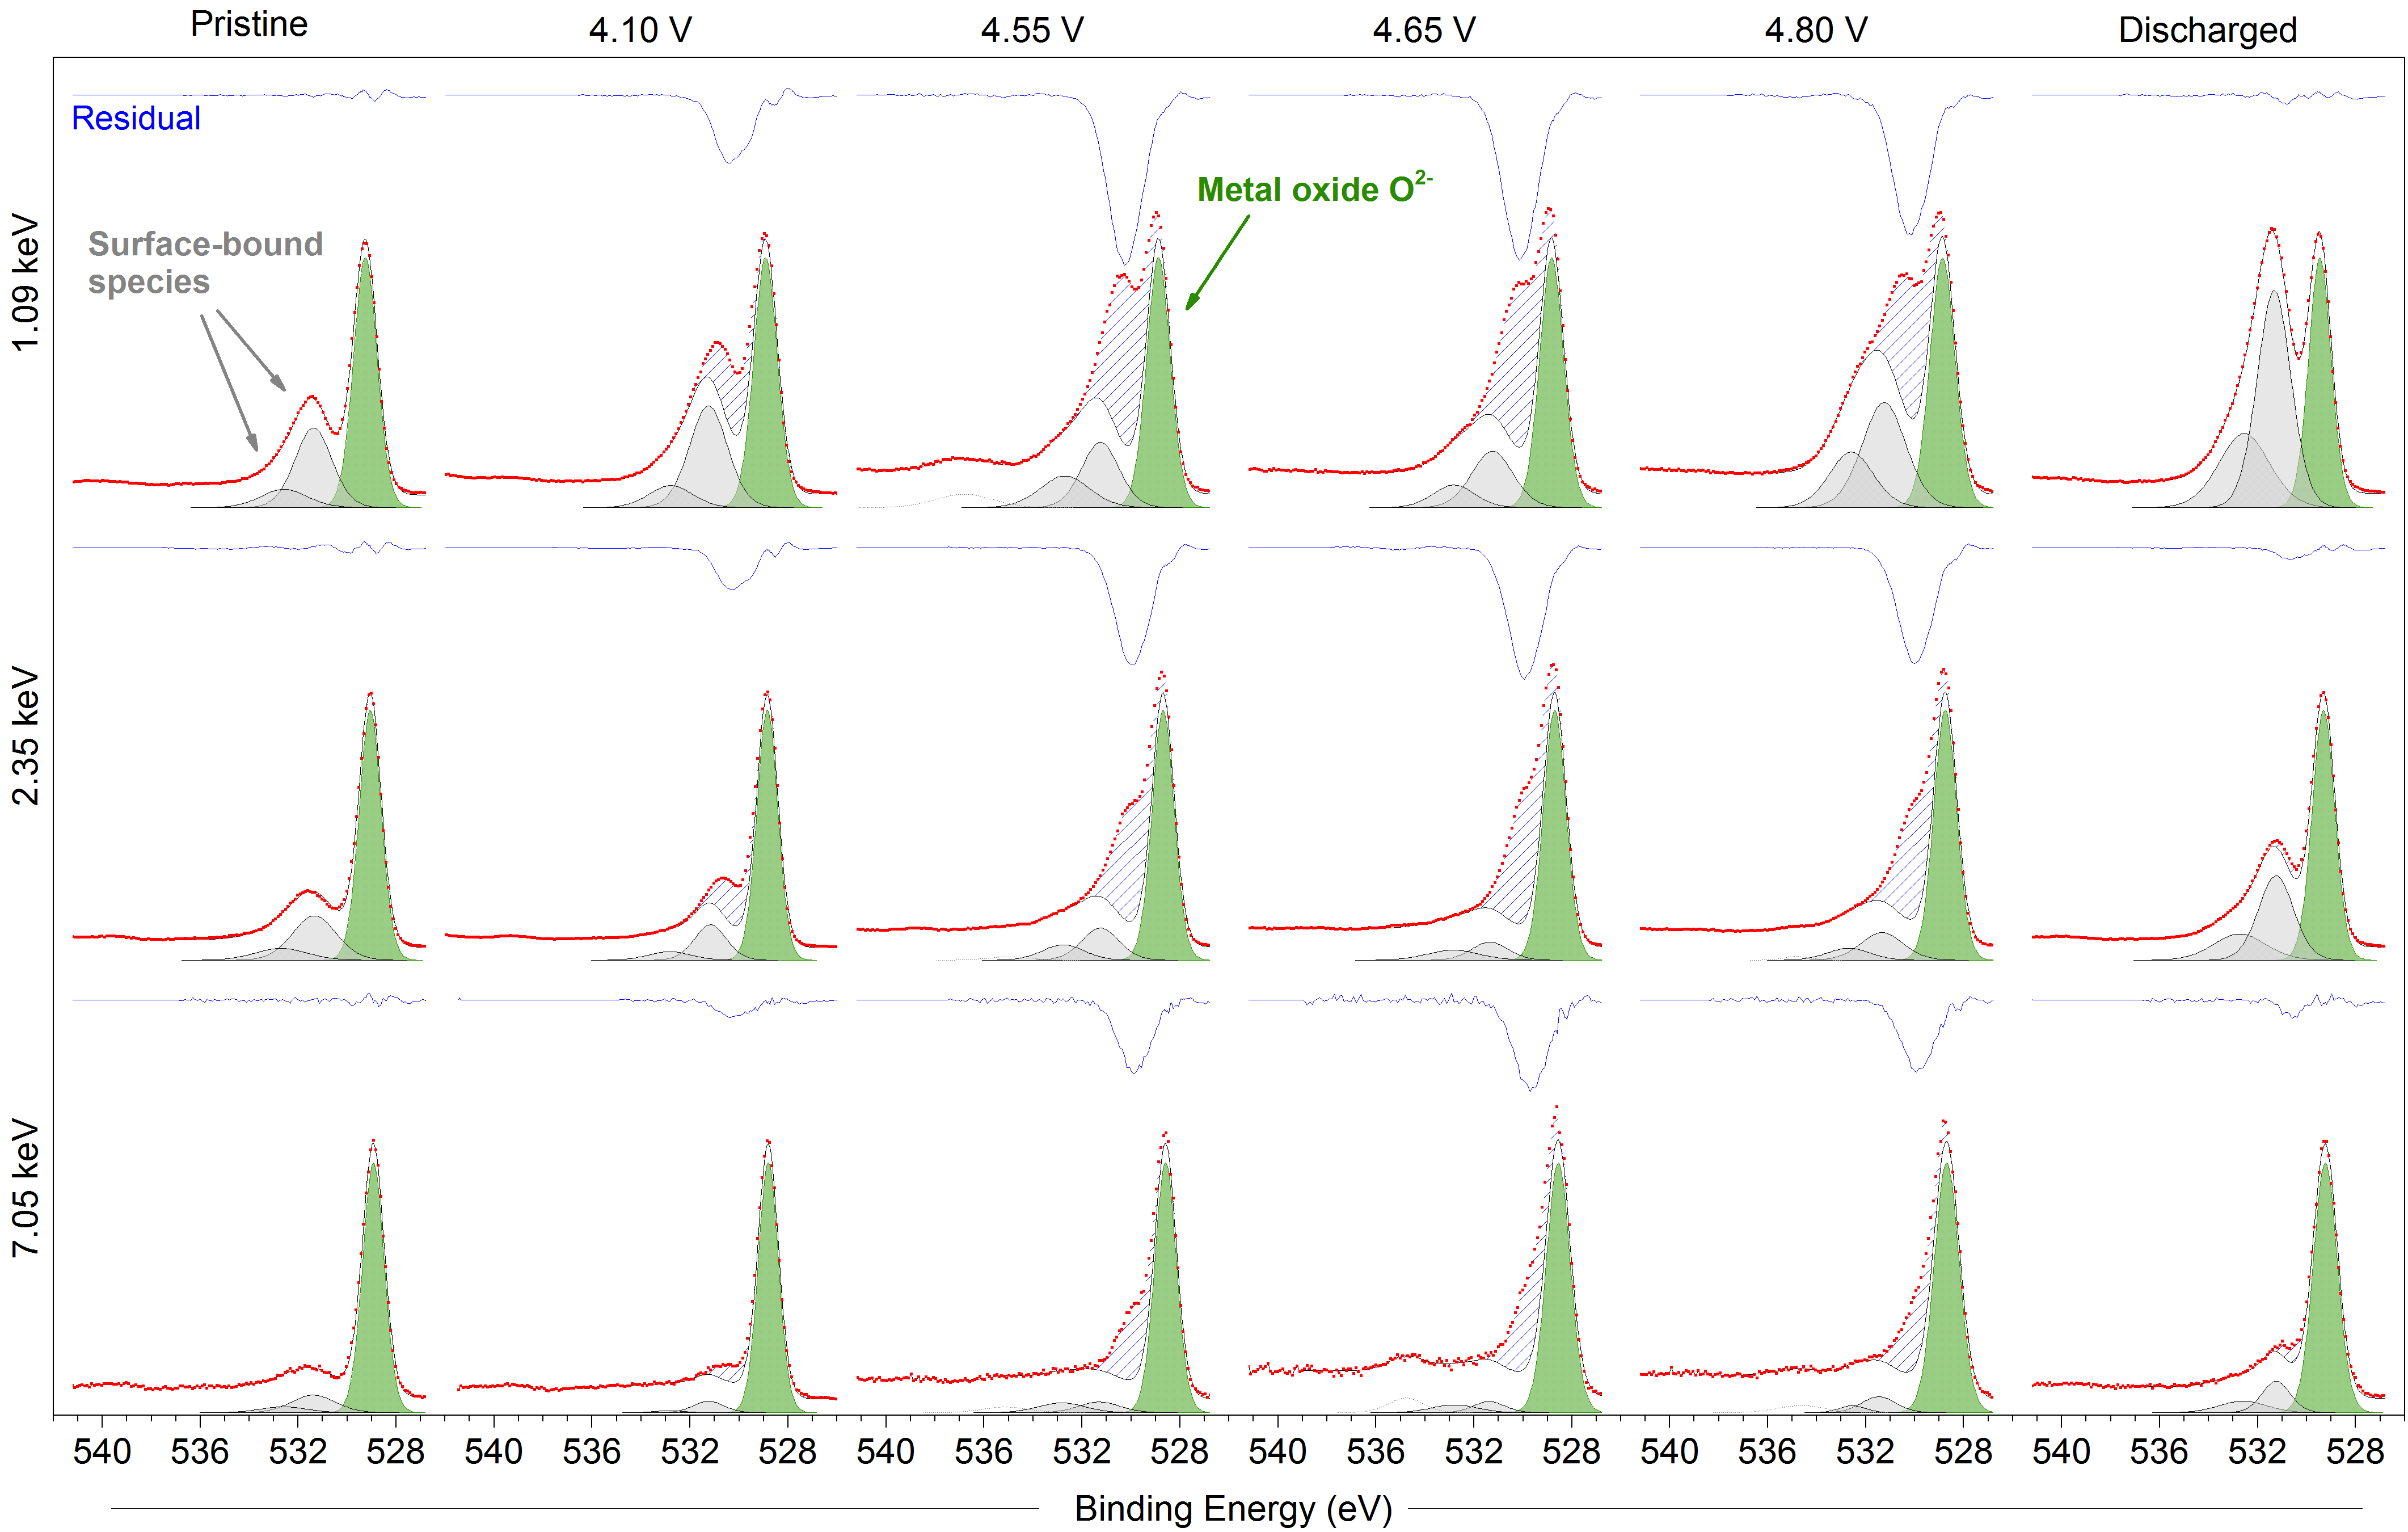 Pristine 4.10 V 4.55 V 4.65 V 4.80 V Discharged
Residual
Metal oxide O²⁻
Surface-bound
species
1.09 keV
2.35 keV
7.05 keV
540 536 532 528 540 536 532 528 540 536 532 528 540 536 532 528 540 536 532 528 540 536 532 528
Binding Energy (eV)